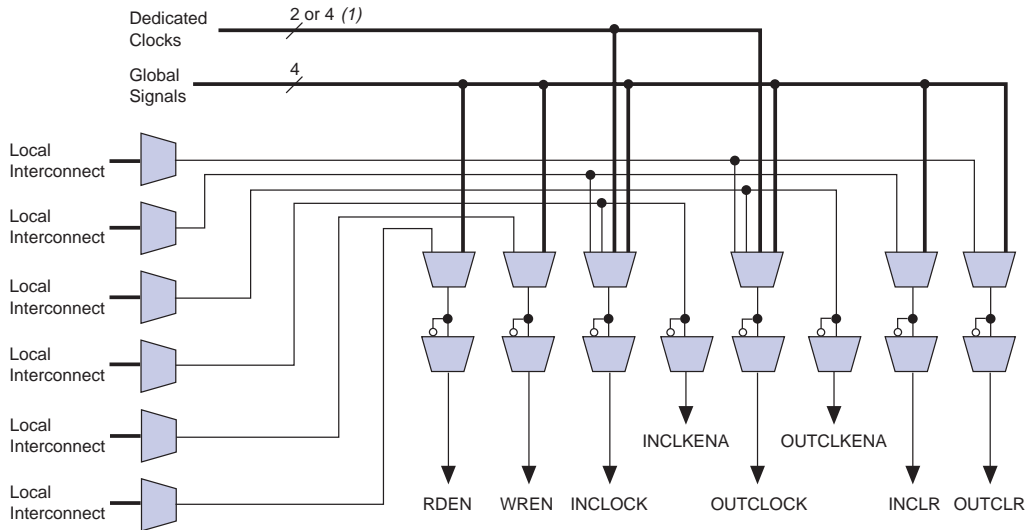 Dedicated
Clocks
2 or 4 (1)
Global
Signals
4
Local
Interconnect
Local
Interconnect
Local
Interconnect
Local
Interconnect
Local
Interconnect
Local
Interconnect
INCLKENA
OUTCLKENA
RDEN
WREN
INCLOCK
OUTCLOCK
INCLR
OUTCLR